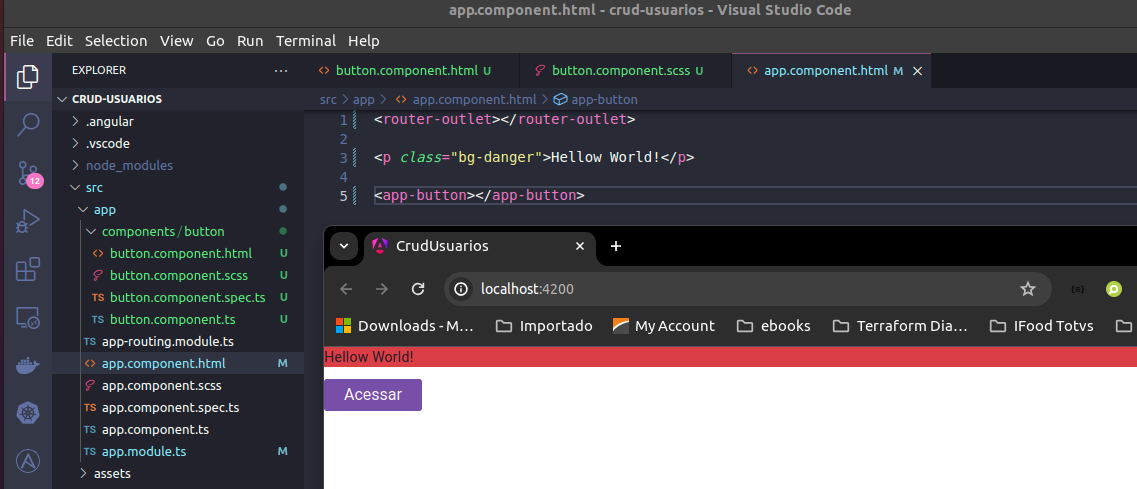 app.component.html - crud-usuarios - Visual Studio Code
File Edit Selection View Go Run Terminal Help
EXPLORER ··· button.component.html U button.component.scss U app.component.html M
CRUD-USUARIOS src > app > app.component.html > app-button
.angular
.vscode
node_modules
src
app
components/button
button.component.html U
button.component.scss U
TS button.component.spec.ts U
TS button.component.ts U
TS app-routing.module.ts
app.component.html M
app.component.scss
TS app.component.spec.ts
TS app.component.ts
TS app.module.ts M
assets
12
1 <router-outlet></router-outlet>
2
3 <p class="bg-danger">Hellow World!</p>
4
5 <app-button></app-button>
CrudUsuarios
localhost:4200
Downloads - M... Importado My Account ebooks Terraform Dia... IFood Totvs
Hellow World!
Acessar